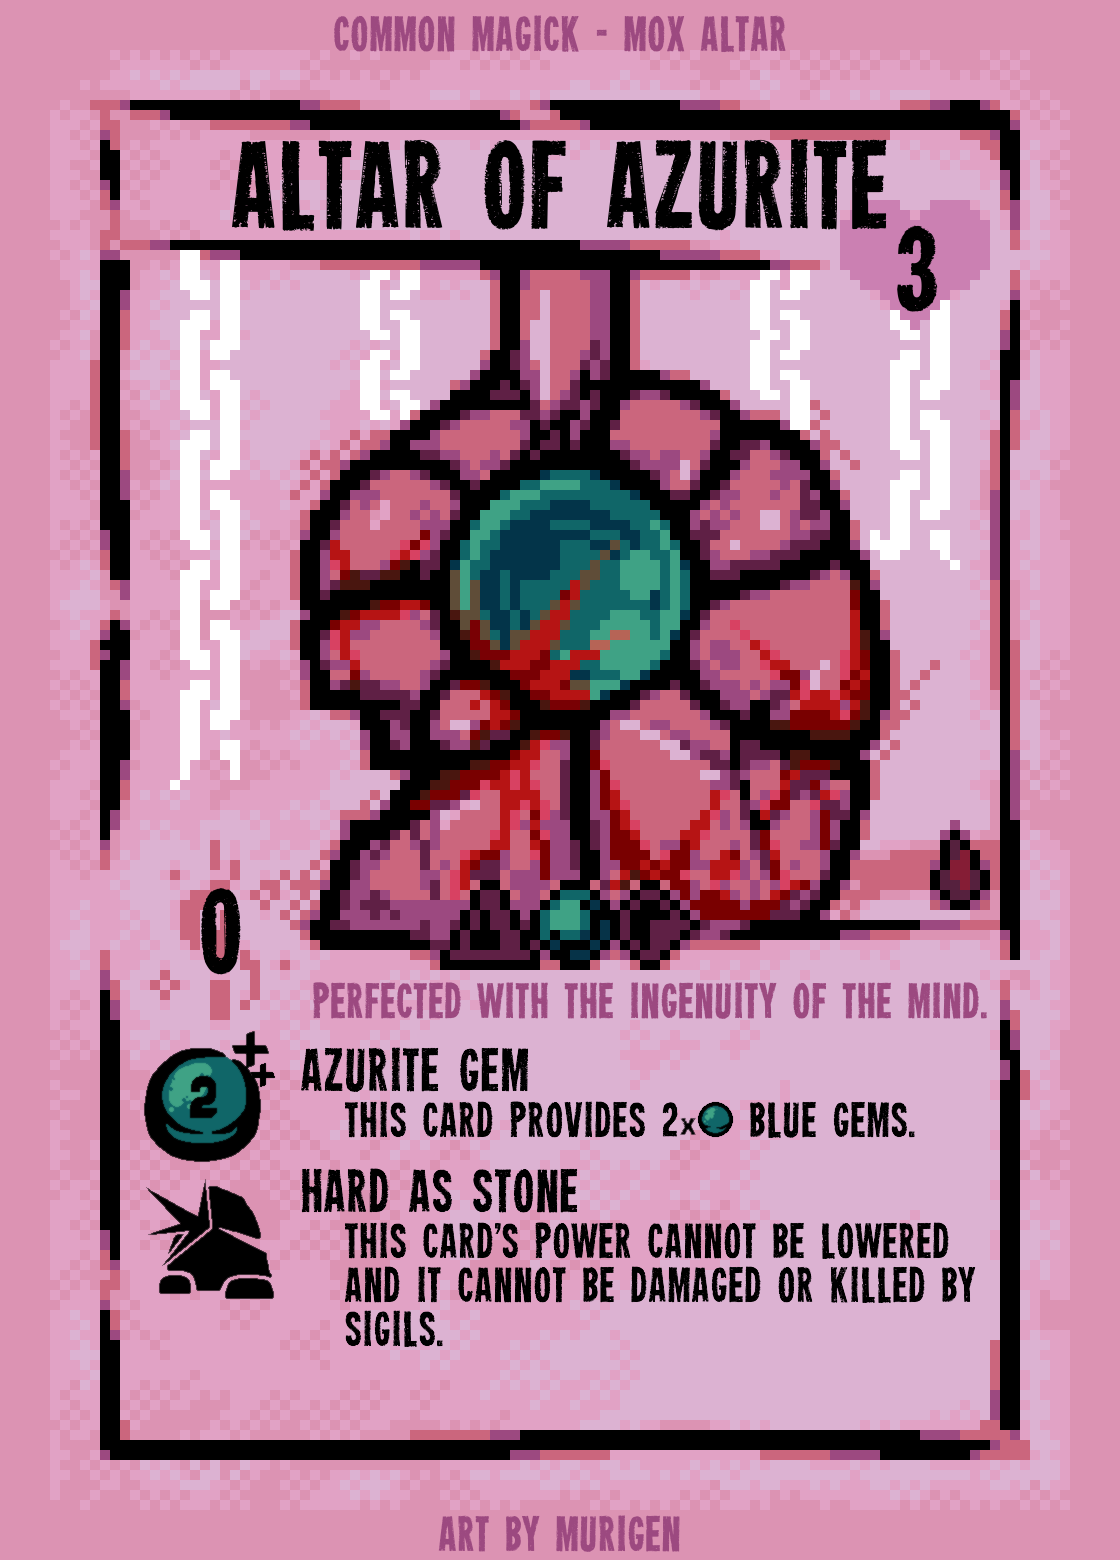 COMMON MAGICK - MOX ALTAR
ALTAR OF AZURITE
3
0
PERFECTED WITH THE INGENUITY OF THE MIND.
2
AZURITE GEM
THIS CARD PROVIDES 2x BLUE GEMS.
HARD AS STONE
THIS CARD'S POWER CANNOT BE LOWERED
AND IT CANNOT BE DAMAGED OR KILLED BY
SIGILS.
ART BY MURIGEN